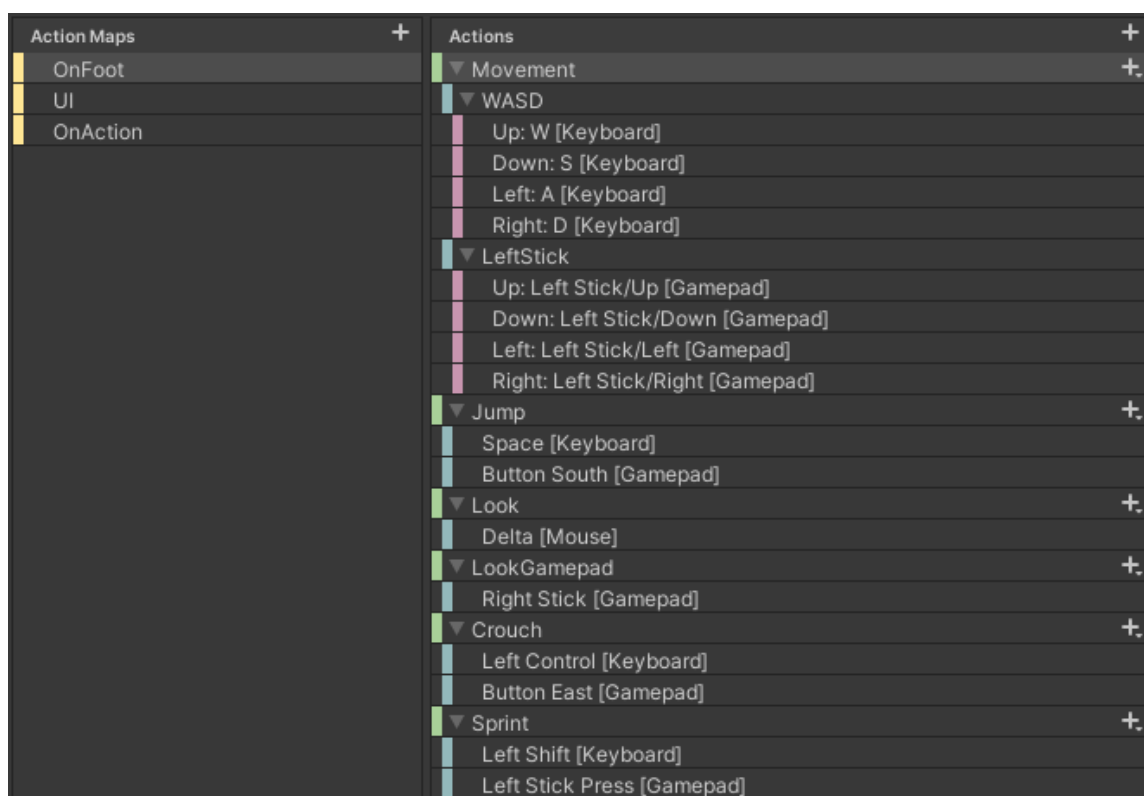 Action Maps
OnFoot
UI
OnAction
Actions
Movement
WASD
Up: W [Keyboard]
Down: S [Keyboard]
Left: A [Keyboard]
Right: D [Keyboard]
LeftStick
Up: Left Stick/Up [Gamepad]
Down: Left Stick/Down [Gamepad]
Left: Left Stick/Left [Gamepad]
Right: Left Stick/Right [Gamepad]
Jump
Space [Keyboard]
Button South [Gamepad]
Look
Delta [Mouse]
LookGamepad
Right Stick [Gamepad]
Crouch
Left Control [Keyboard]
Button East [Gamepad]
Sprint
Left Shift [Keyboard]
Left Stick Press [Gamepad]